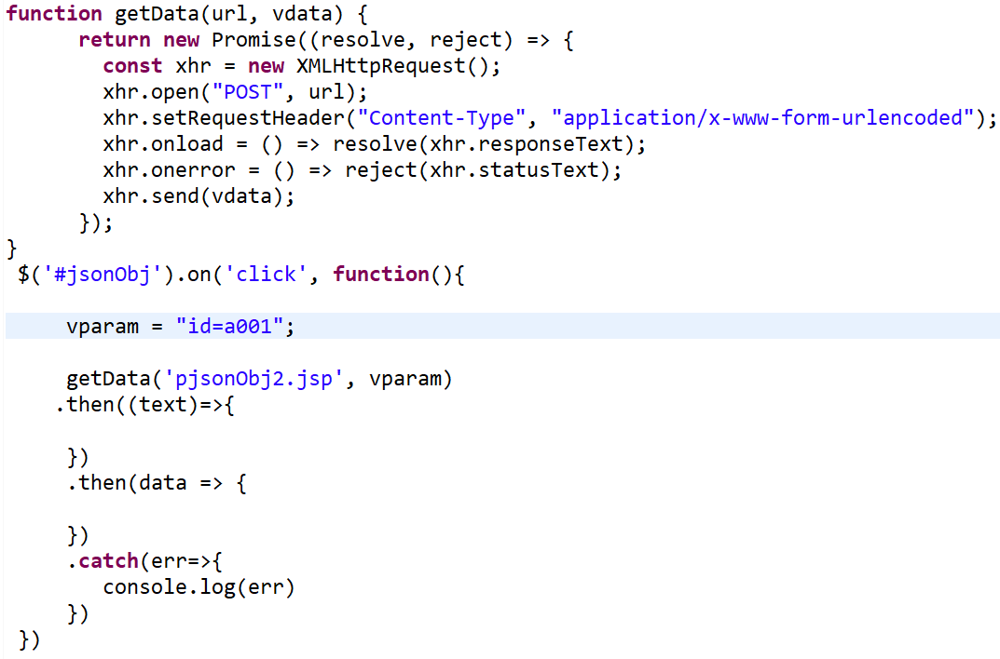 function getData(url, vdata) {
return new Promise((resolve, reject) => {
const xhr = new XMLHttpRequest();
xhr.open("POST", url);
xhr.setRequestHeader("Content-Type", "application/x-www-form-urlencoded");
xhr.onload = () => resolve(xhr.responseText);
xhr.onerror = () => reject(xhr.statusText);
xhr.send(vdata);
});
}
$('#jsonObj').on('click', function(){
vparam = "id=a001";
getData('pjsonObj2.jsp', vparam)
.then((text)=>{
})
.then(data => {
})
.catch(err=>{
console.log(err)
})
})